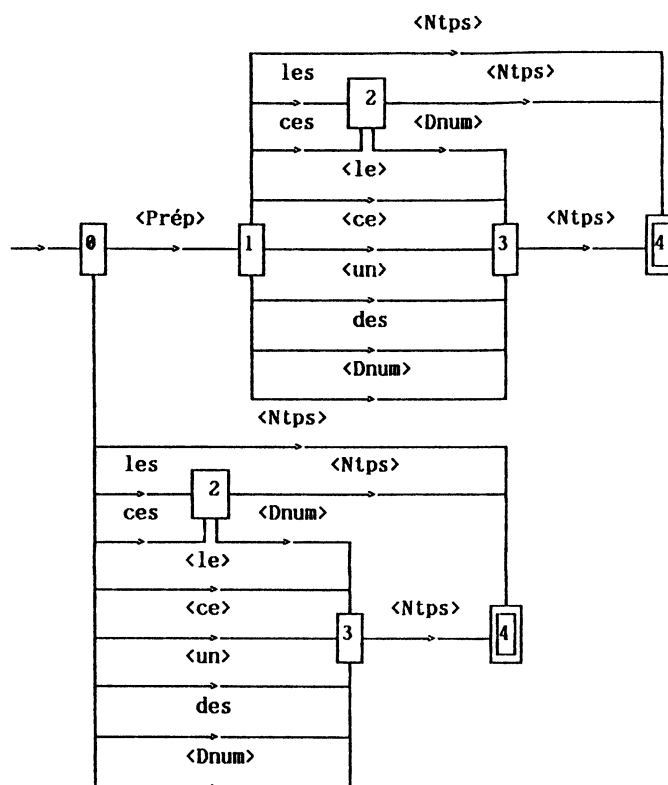 <Ntps>
les <Ntps>
2
ces <Dnum>
<le>
<Prép> <ce> <Ntps>
0 1 3 4
<un>
des
<Dnum>
<Ntps>
les <Ntps>
2
ces <Dnum>
<le>
<ce> <Ntps>
3 4
<un>
des
<Dnum>